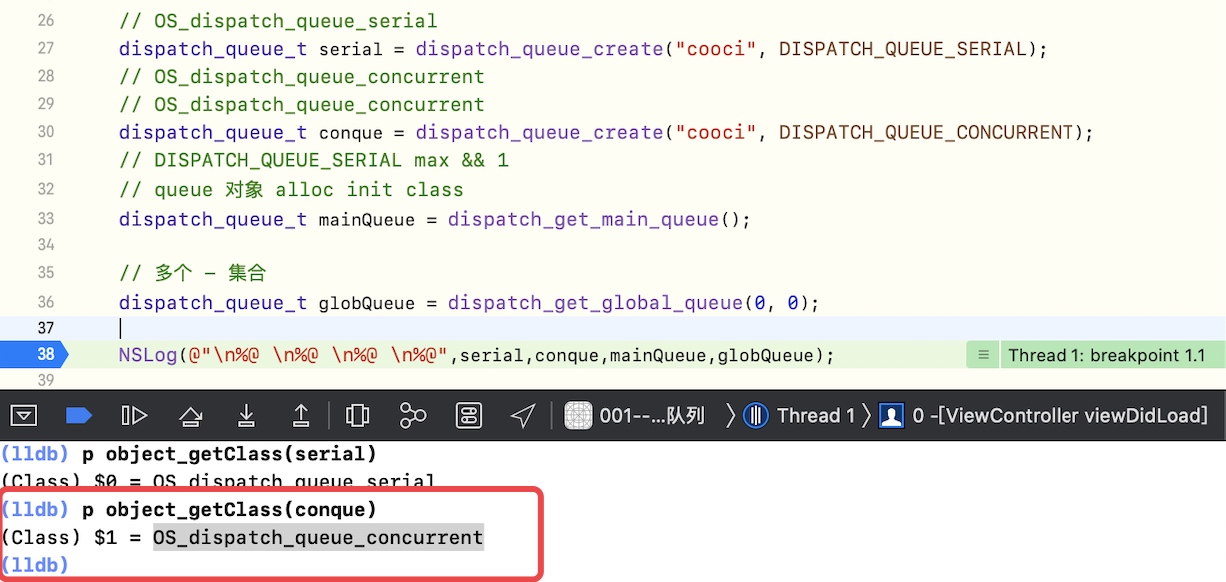 26 // OS_dispatch_queue_serial
27 dispatch_queue_t serial = dispatch_queue_create("cooci", DISPATCH_QUEUE_SERIAL);
28 // OS_dispatch_queue_concurrent
29 // OS_dispatch_queue_concurrent
30 dispatch_queue_t conque = dispatch_queue_create("cooci", DISPATCH_QUEUE_CONCURRENT);
31 // DISPATCH_QUEUE_SERIAL max && 1
32 // queue 对象 alloc init class
33 dispatch_queue_t mainQueue = dispatch_get_main_queue();
34
35 // 多个 - 集合
36 dispatch_queue_t globQueue = dispatch_get_global_queue(0, 0);
37
38 NSLog(@"\n%@ \n%@ \n%@ \n%@",serial,conque,mainQueue,globQueue); Thread 1: breakpoint 1.1
39
001--...队列 Thread 1 0 -[ViewController viewDidLoad]
(lldb) p object_getClass(serial)
(Class) $0 = OS_dispatch_queue_serial
(lldb) p object_getClass(conque)
(Class) $1 = OS_dispatch_queue_concurrent
(lldb)